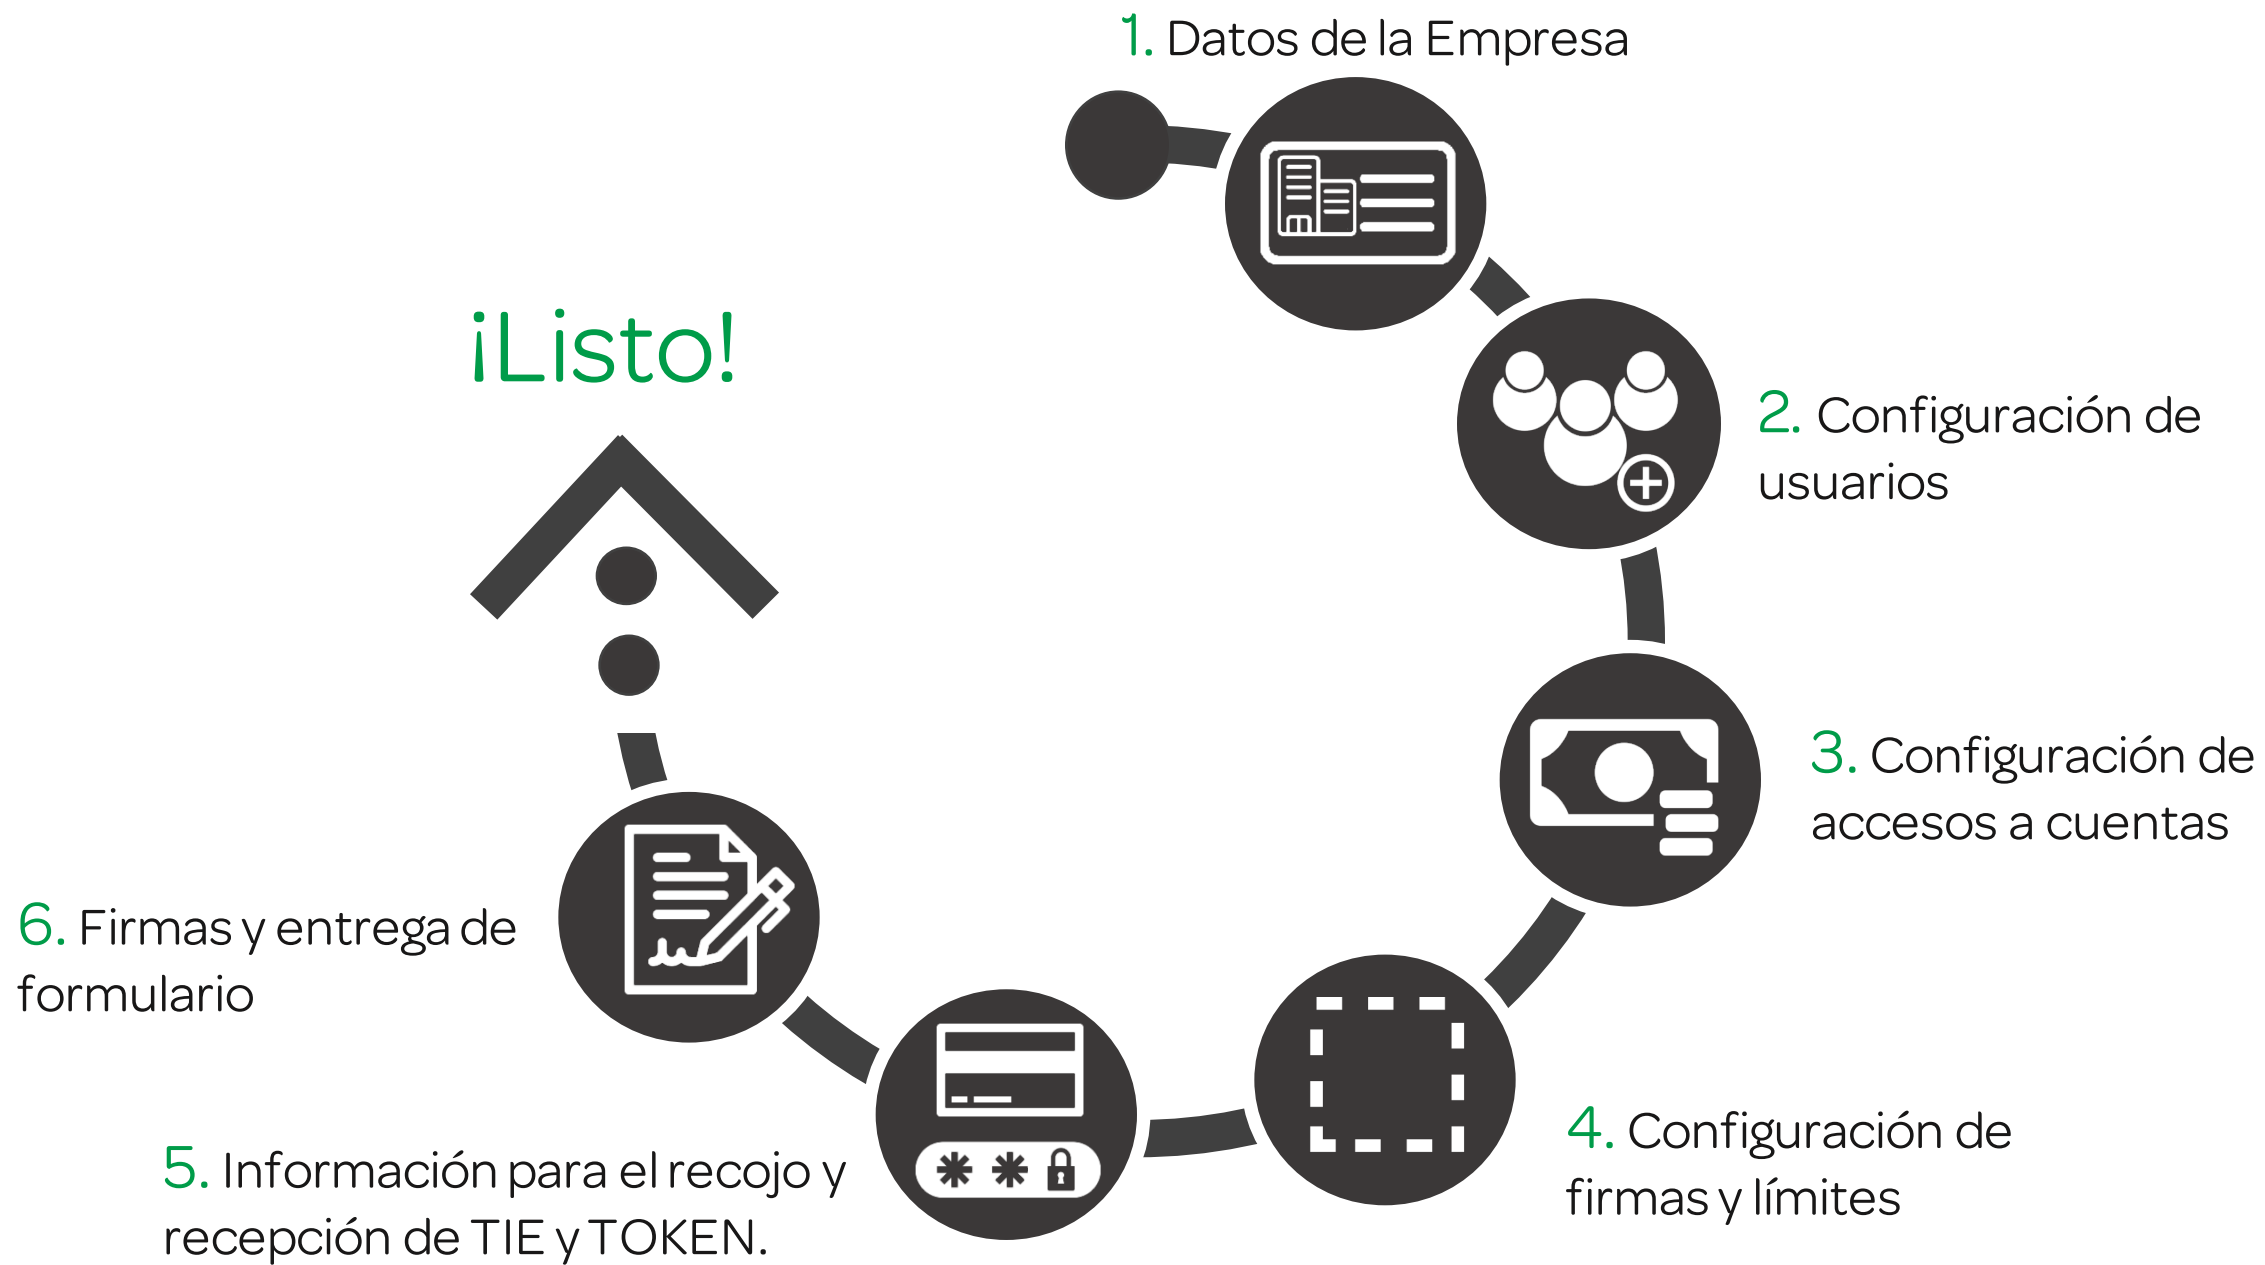 1. Datos de la Empresa
2. Configuración de
usuarios
3. Configuración de
accesos a cuentas
4. Configuración de
firmas y límites
5. Información para el recojo y
recepción de TIE y TOKEN.
6. Firmas y entrega de
formulario
¡Listo!